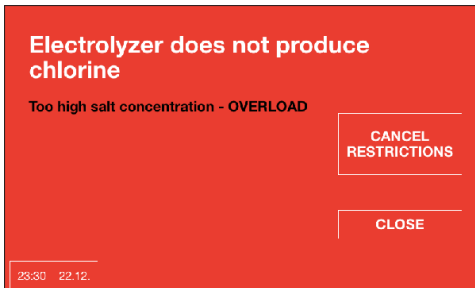 Electrolyzer does not produce
chlorine
Too high salt concentration - OVERLOAD
CANCEL
RESTRICTIONS
CLOSE
23:30 22.12.